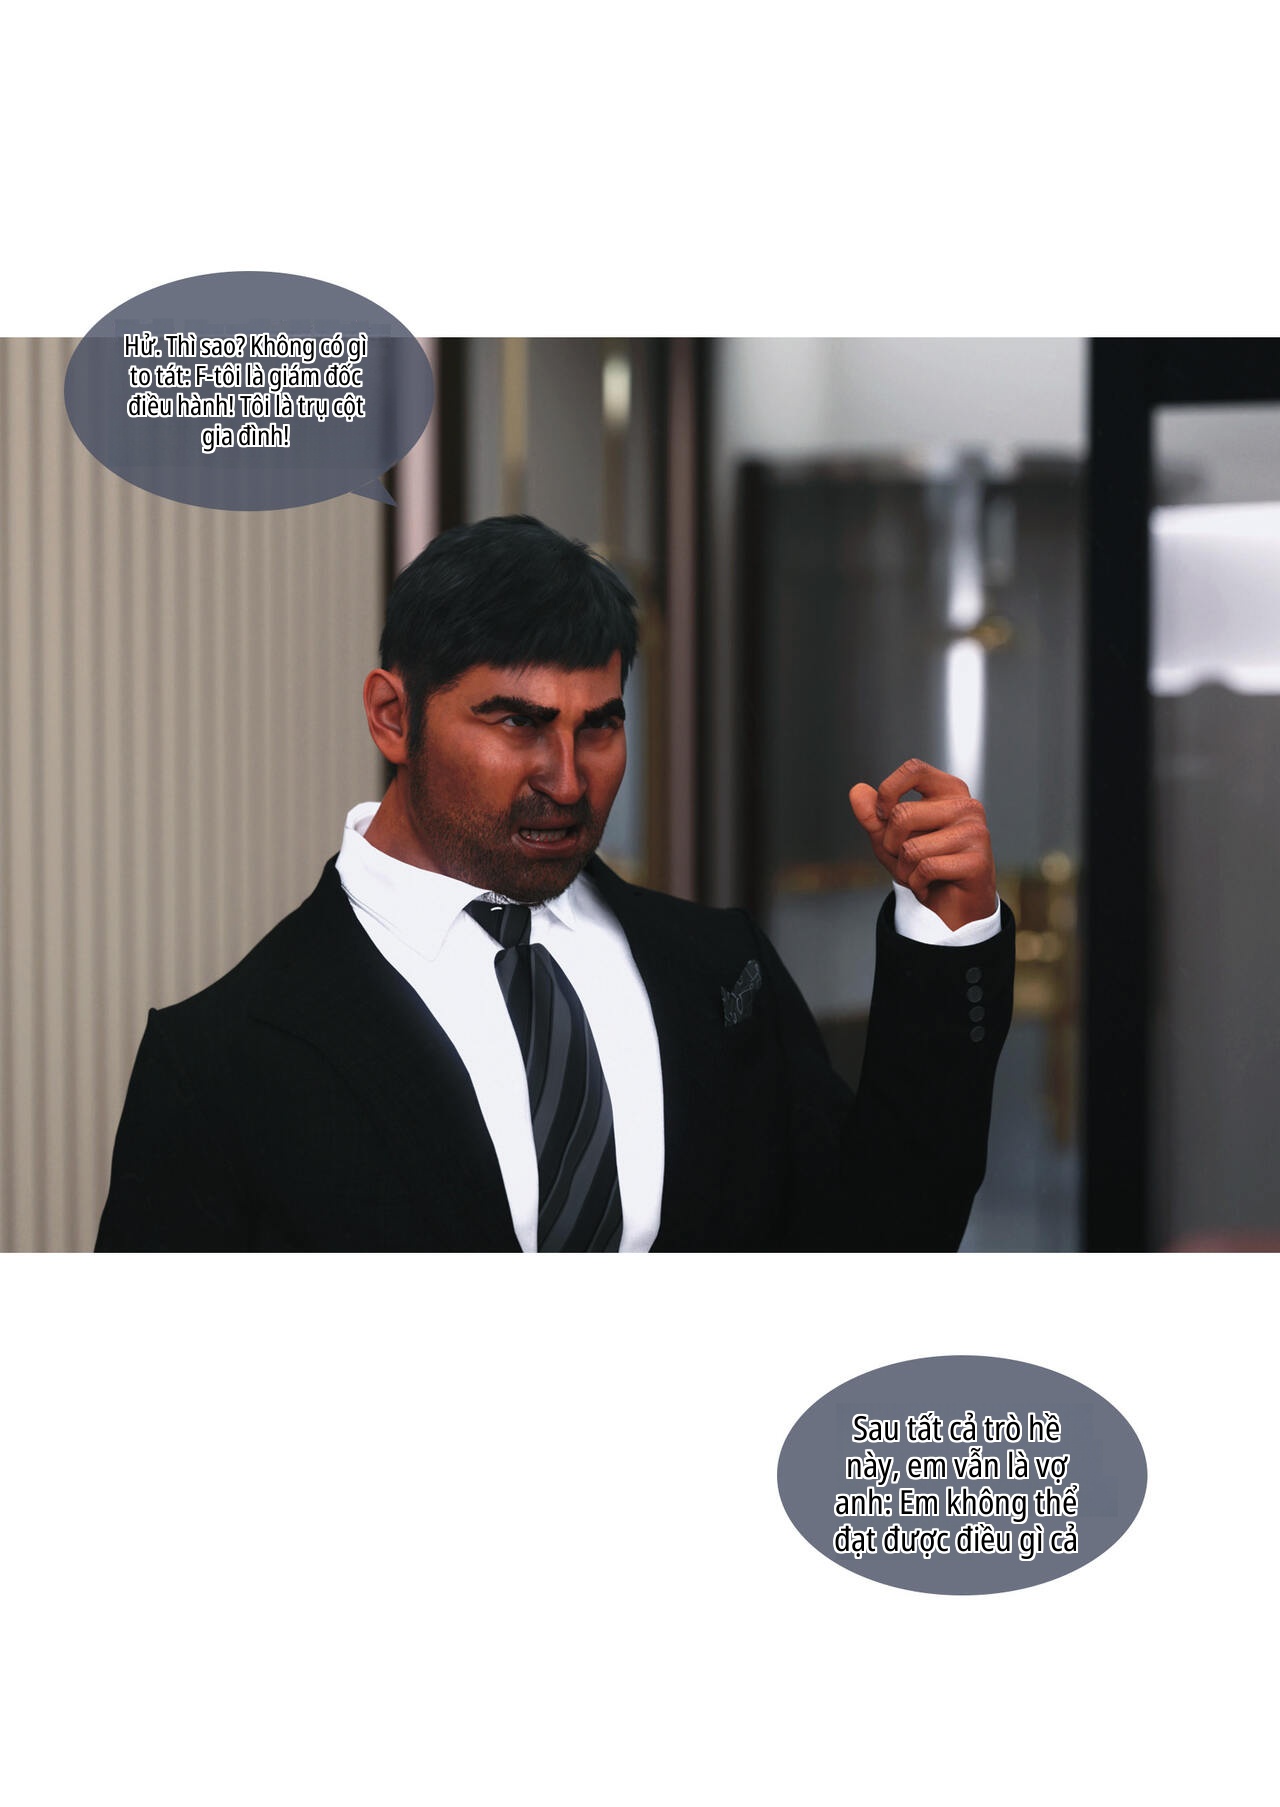 Hử. Thì sao? Không có gì
to tát: F-tôi là giám đốc
điều hành! Tôi là trụ cột
gia đình!
Sau tất cả trò hề
này, em vẫn là vợ
anh: Em không thể
đạt được điều gì cả